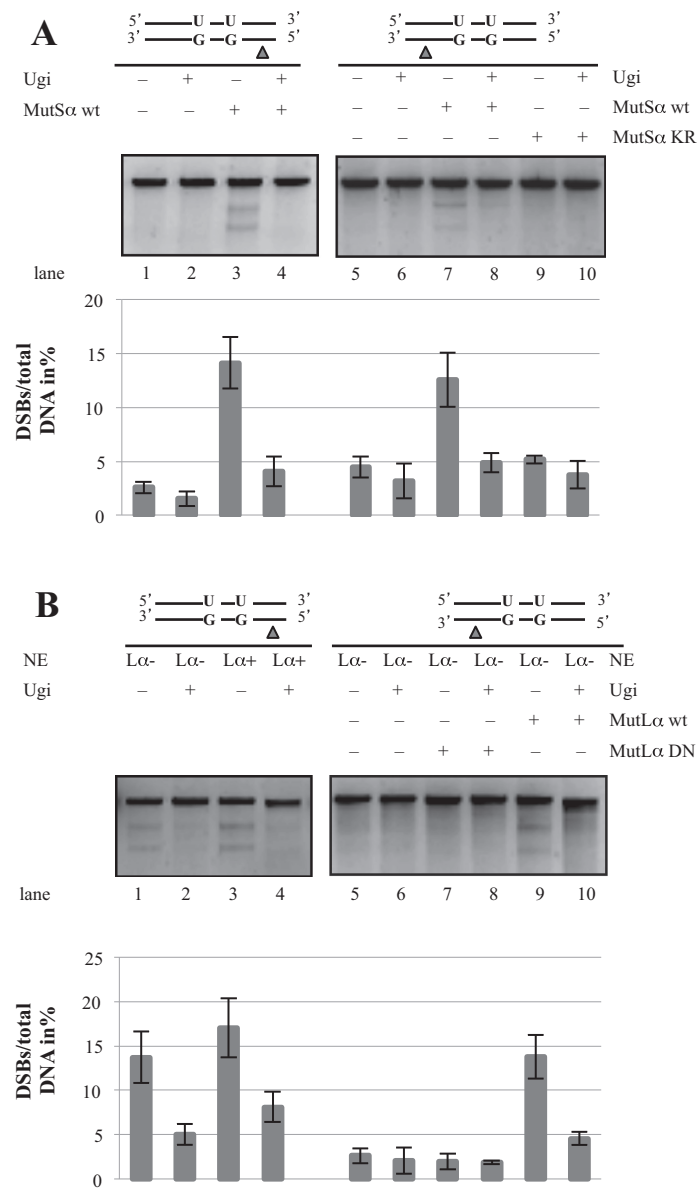 A
5’ U U 3’ 5’ U U 3’
3’ G G 5’ 3’ G G 5’
Ugi – + – + – + – + – + Ugi
MutSα wt – – + + – – + + – – MutSα wt
– – – – + + MutSα KR
lane 1 2 3 4 5 6 7 8 9 10
20
15
10
5
0
DSBs/total
DNA in%
B
5’ U U 3’ 5’ U U 3’
3’ G G 5’ 3’ G G 5’
NE Lα- Lα- Lα+ Lα+ Lα- Lα- Lα- Lα- Lα- Lα- NE
Ugi – + – + – + – + – + Ugi
– – – – + + MutLα wt
– – + + – – MutLα DN
lane 1 2 3 4 5 6 7 8 9 10
25
20
15
10
5
0
DSBs/total
DNA in%